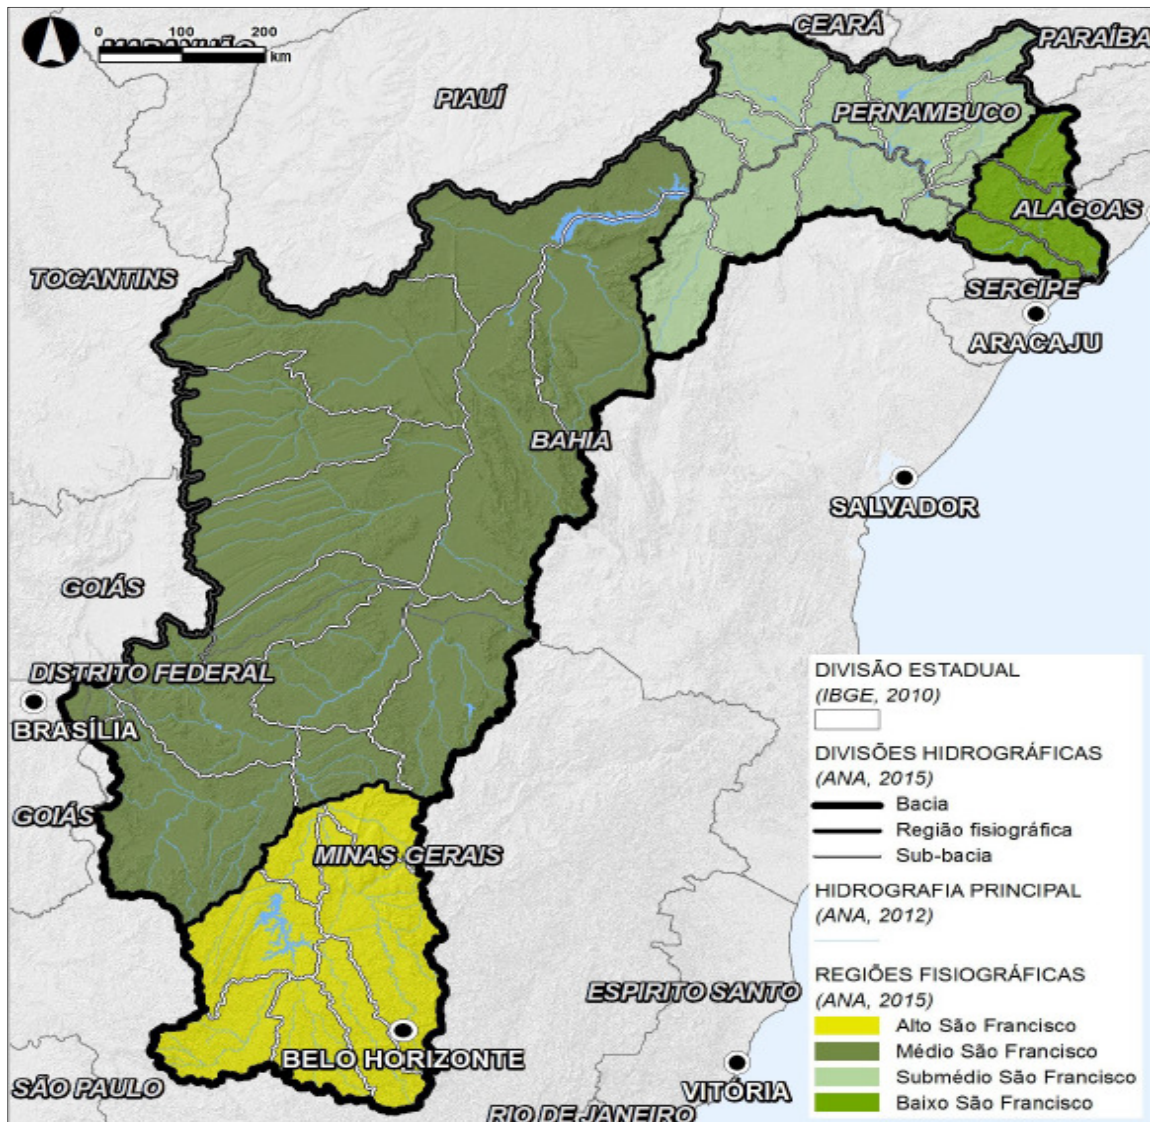 CEARÁ
0 100 200
MARANHÃO
km
PARAÍBA
PIAUÍ
PERNAMBUCO
ALAGOAS
TOCANTINS
SERGIPE
ARACAJU
BAHIA
SALVADOR
GOIÁS
DISTRITO FEDERAL
BRASÍLIA
GOIÁS
MINAS GERAIS
ESPIRITO SANTO
BELO HORIZONTE
SÃO PAULO
VITÓRIA
RIO DE JANEIRO
DIVISÃO ESTADUAL
(IBGE, 2010)
DIVISÕES HIDROGRÁFICAS
(ANA, 2015)
Bacia
Região fisiográfica
Sub-bacia
HIDROGRAFIA PRINCIPAL
(ANA, 2012)
REGIÕES FISIOGRÁFICAS
(ANA, 2015)
Alto São Francisco
Médio São Francisco
Submédio São Francisco
Baixo São Francisco